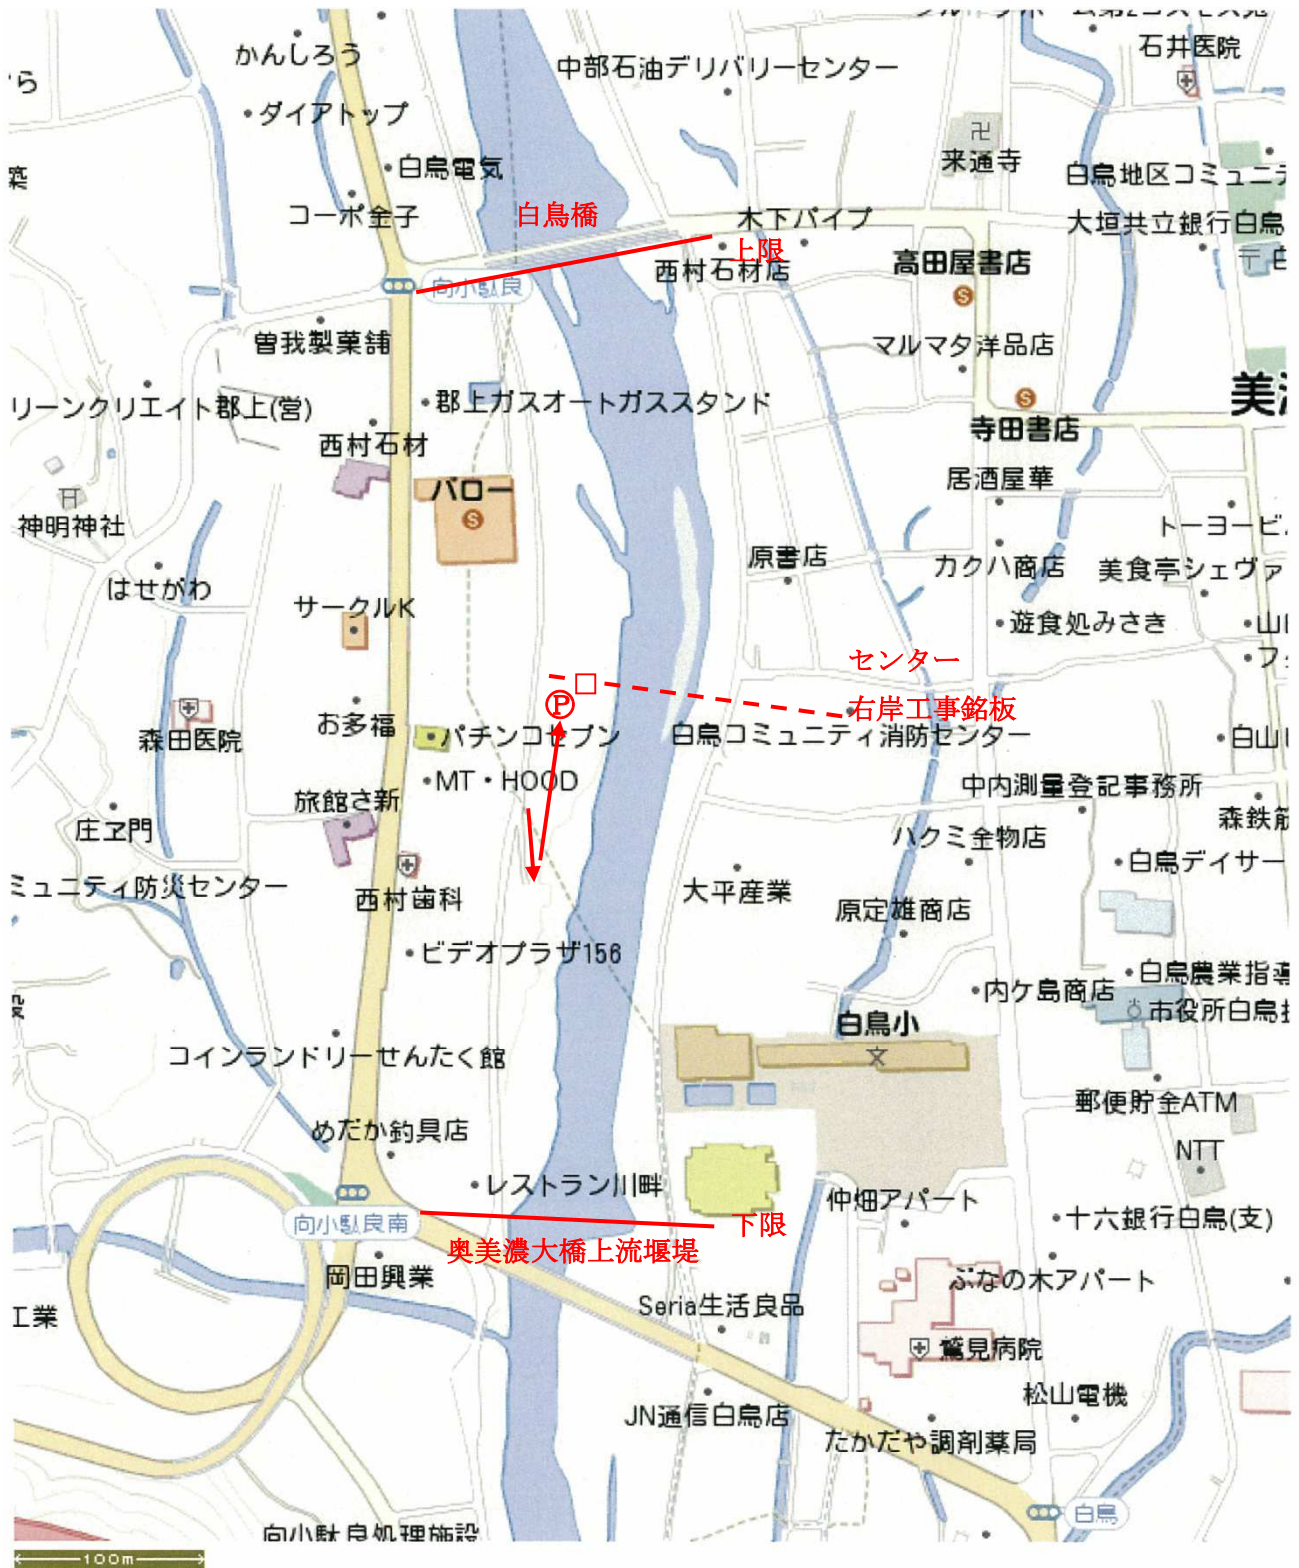 かんしろう
中部石油デリバリーセンター
石井医院
ら
ダイアトップ
白鳥電気
来迎寺
築
コーポ金子
白鳥橋
木下パイプ
白鳥地区コミュニテ
大垣共立銀行白鳥
上限
西村石材店
高田屋書店
向小駄良
曽我製菓舗
マルマタ洋品店
リーンクリエイト郡上(営)
郡上ガスオートガススタンド
美
西村石材
寺田書店
バロー
居酒屋華
神明神社
トーヨービ
原書店
カクハ商店
美食亭シェヴァ
はせがわ
サークルK
遊食処みさき
山
フ
センター
P
右岸工事銘板
お多福
森田医院
パチンコセブン
白鳥コミュニティ消防センター
白山
MT・HOOD
中内測量登記事務所
旅館さ新
森鉄筋
庄ヱ門
ハクミ金物店
白鳥デイサー
ミュニティ防災センター
西村歯科
大平産業
原定雄商店
ビデオプラザ156
白鳥農業指導
内ケ島商店
市役所白鳥
白鳥小
コインランドリーせんたく館
郵便貯金ATM
めだか釣具店
NTT
レストラン川畔
仲畑アパート
向小駄良南
下限
十六銀行白鳥(支)
奥美濃大橋上流堰堤
岡田興業
ぶなの木アパート
Seria生活良品
工業
鷲見病院
松山電機
JN通信白鳥店
たかだや調剤薬局
白鳥
向小駄良処理施設
100m